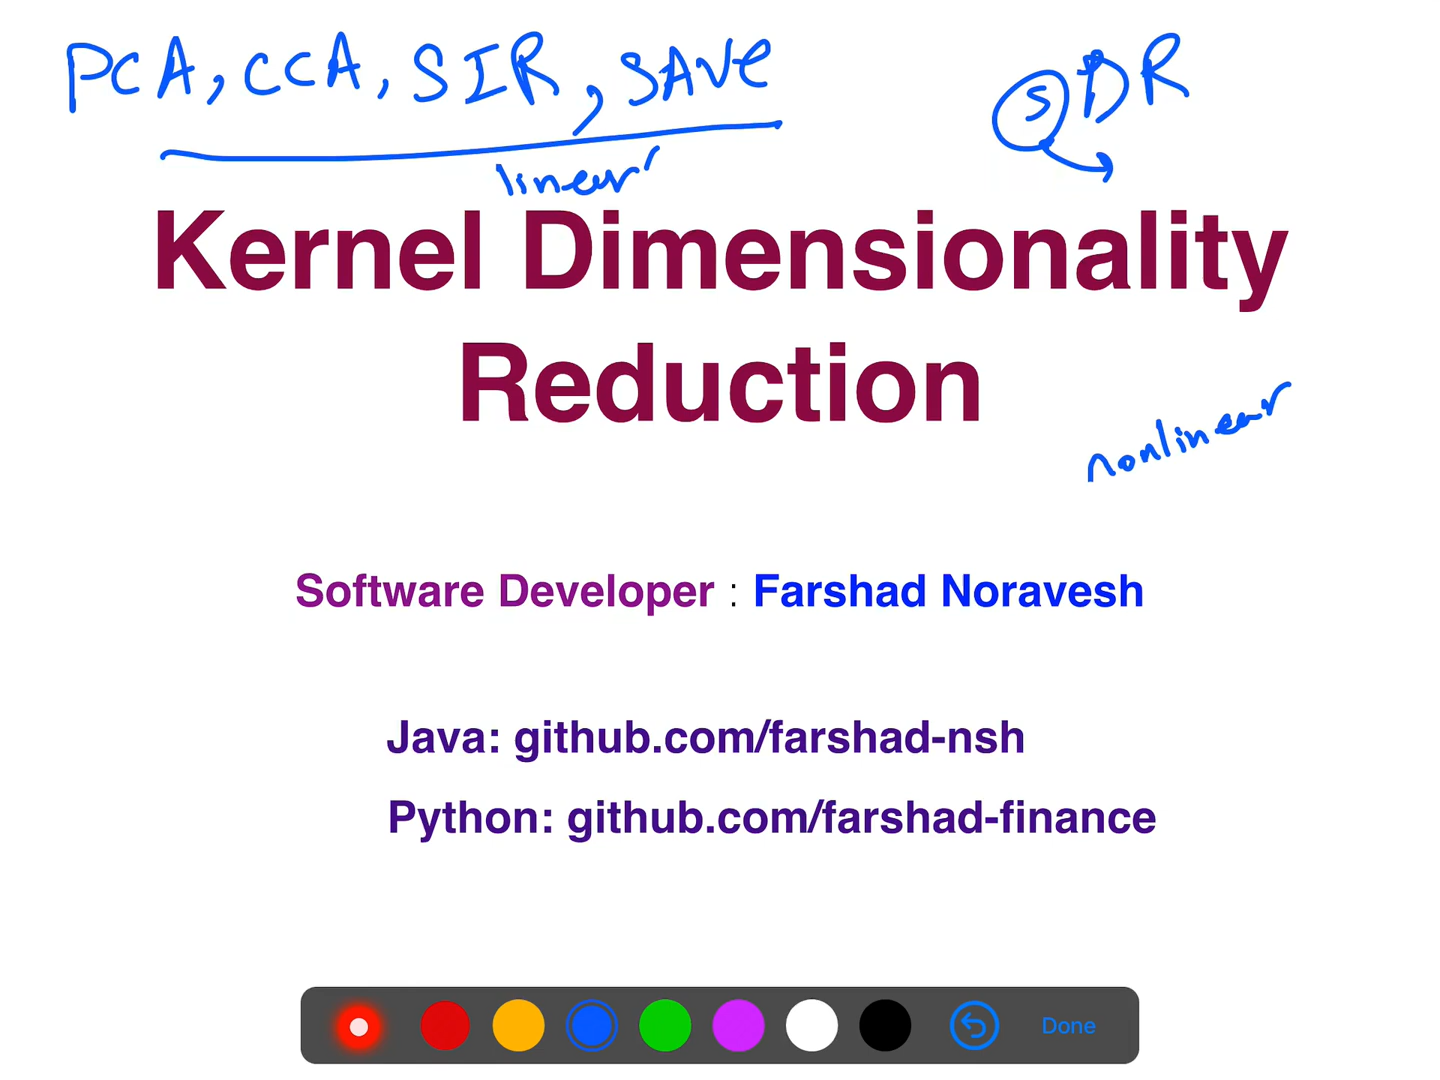 PCA, CCA, SIR, SAVE
SDR
linear
Kernel Dimensionality
Reduction
nonlinear
Software Developer : Farshad Noravesh
Java: github.com/farshad-nsh
Python: github.com/farshad-finance
Done